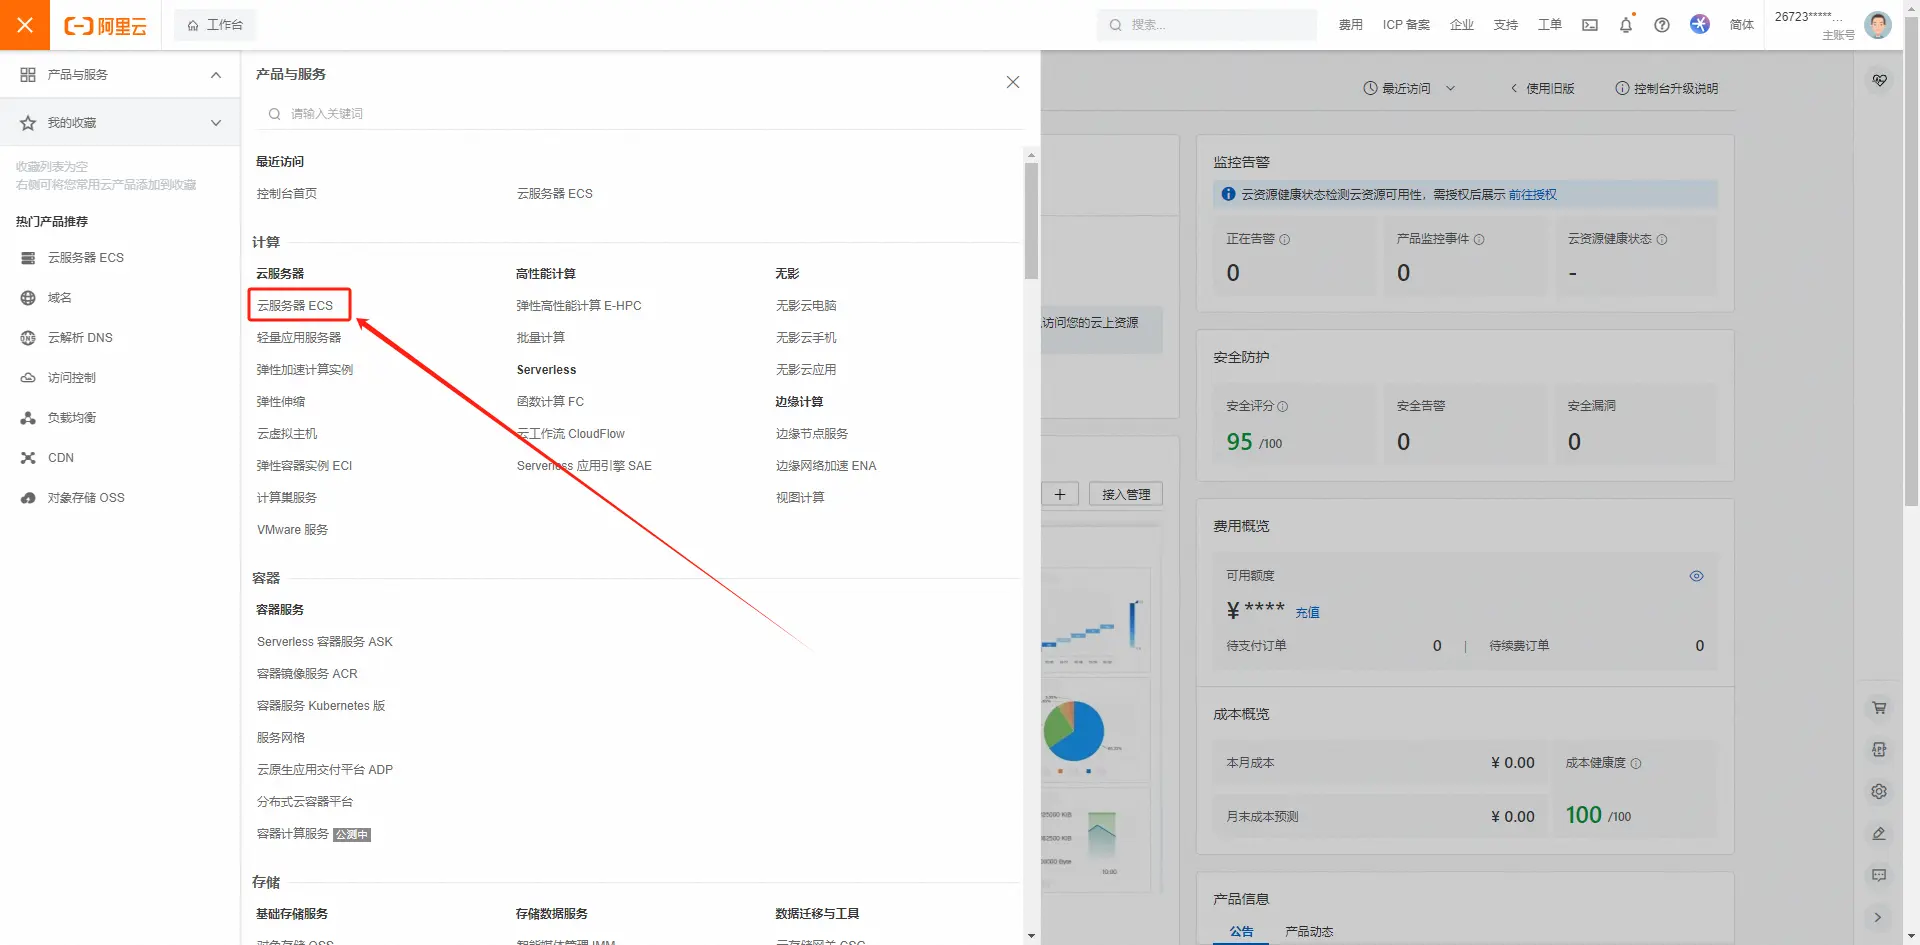 阿里云
工作台
搜索...
费用
ICP 备案
企业
支持
工单
简体
26723*****...
主账号
产品与服务
我的收藏
收藏列表为空
右侧可将您常用云产品添加到收藏
热门产品推荐
云服务器 ECS
域名
云解析 DNS
访问控制
负载均衡
CDN
对象存储 OSS
产品与服务
请输入关键词
最近访问
控制台首页
云服务器 ECS
计算
云服务器
云服务器 ECS
轻量应用服务器
弹性加速计算实例
弹性伸缩
云虚拟主机
弹性容器实例 ECI
计算巢服务
VMware 服务
高性能计算
弹性高性能计算 E-HPC
批量计算
Serverless
函数计算 FC
云工作流 CloudFlow
Serverless 应用引擎 SAE
无影
无影云电脑
无影云手机
无影云应用
边缘计算
边缘节点服务
边缘网络加速 ENA
视图计算
容器
容器服务
Serverless 容器服务 ASK
容器镜像服务 ACR
容器服务 Kubernetes 版
服务网格
云原生应用交付平台 ADP
分布式云容器平台
容器计算服务 公测中
存储
基础存储服务
对象存储 OSS
存储数据服务
智能媒体管理 IMM
数据迁移与工具
云存储网关 CSG
最近访问
使用旧版
控制台升级说明
访问您的云上资源
接入管理
10:00
监控告警
云资源健康状态检测云资源可用性，需授权后展示 前往授权
正在告警
0
产品监控事件
0
云资源健康状态
-
安全防护
安全评分
95 /100
安全告警
0
安全漏洞
0
费用概览
可用额度
¥ **** 充值
待支付订单 0 | 待续费订单 0
成本概览
本月成本 ¥ 0.00
月末成本预测 ¥ 0.00
成本健康度
100 /100
产品信息
公告
产品动态